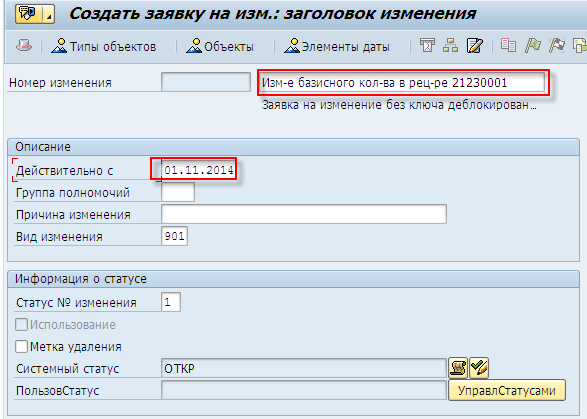 Создать заявку на изм.: заголовок изменения
Типы объектов Объекты Элементы даты
Номер изменения Изм-е базисного кол-ва в рец-ре 21230001
Заявка на изменение без ключа деблокирован...
Описание
Действительно с 01.11.2014
Группа полномочий
Причина изменения
Вид изменения 901
Информация о статусе
Статус № изменения 1
Использование
Метка удаления
Системный статус ОТКР
ПользовСтатус УправлСтатусами